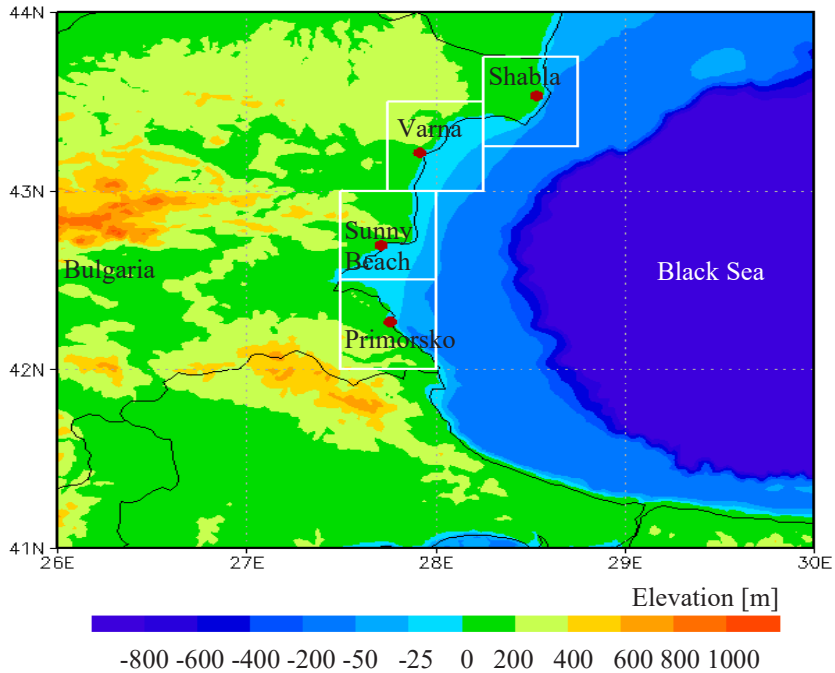 44N
Shabla
Varna
43N
Sunny
Beach
Bulgaria
Black Sea
Primorsko
42N
41N
26E 27E 28E 29E 30E
Elevation [m]
-800 -600 -400 -200 -50 -25 0 200 400 600 800 1000